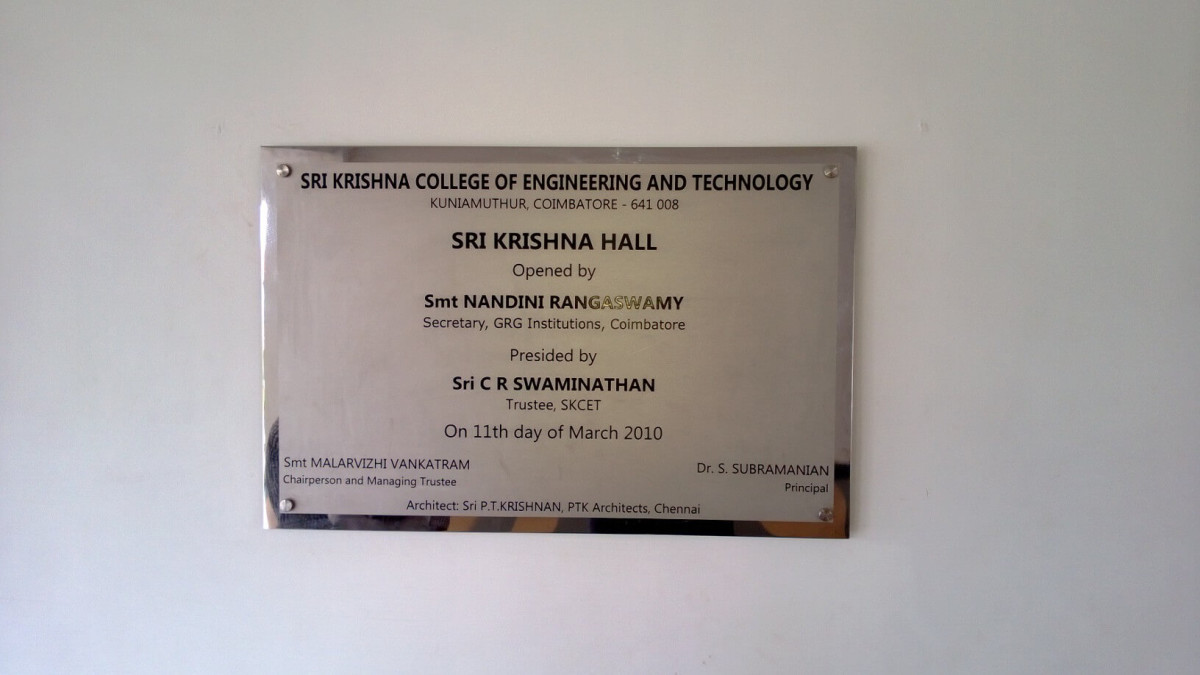 SRI KRISHNA COLLEGE OF ENGINEERING AND TECHNOLOGY
KUNIAMUTHUR, COIMBATORE - 641 008
SRI KRISHNA HALL
Opened by
Smt NANDINI RANGASWAMY
Secretary, GRG Institutions, Coimbatore
Presided by
Sri C R SWAMINATHAN
Trustee, SKCET
On 11th day of March 2010
Smt MALARVIZHI VANKATRAM
Chairperson and Managing Trustee
Dr. S. SUBRAMANIAN
Principal
Architect: Sri P.T.KRISHNAN, PTK Architects, Chennai